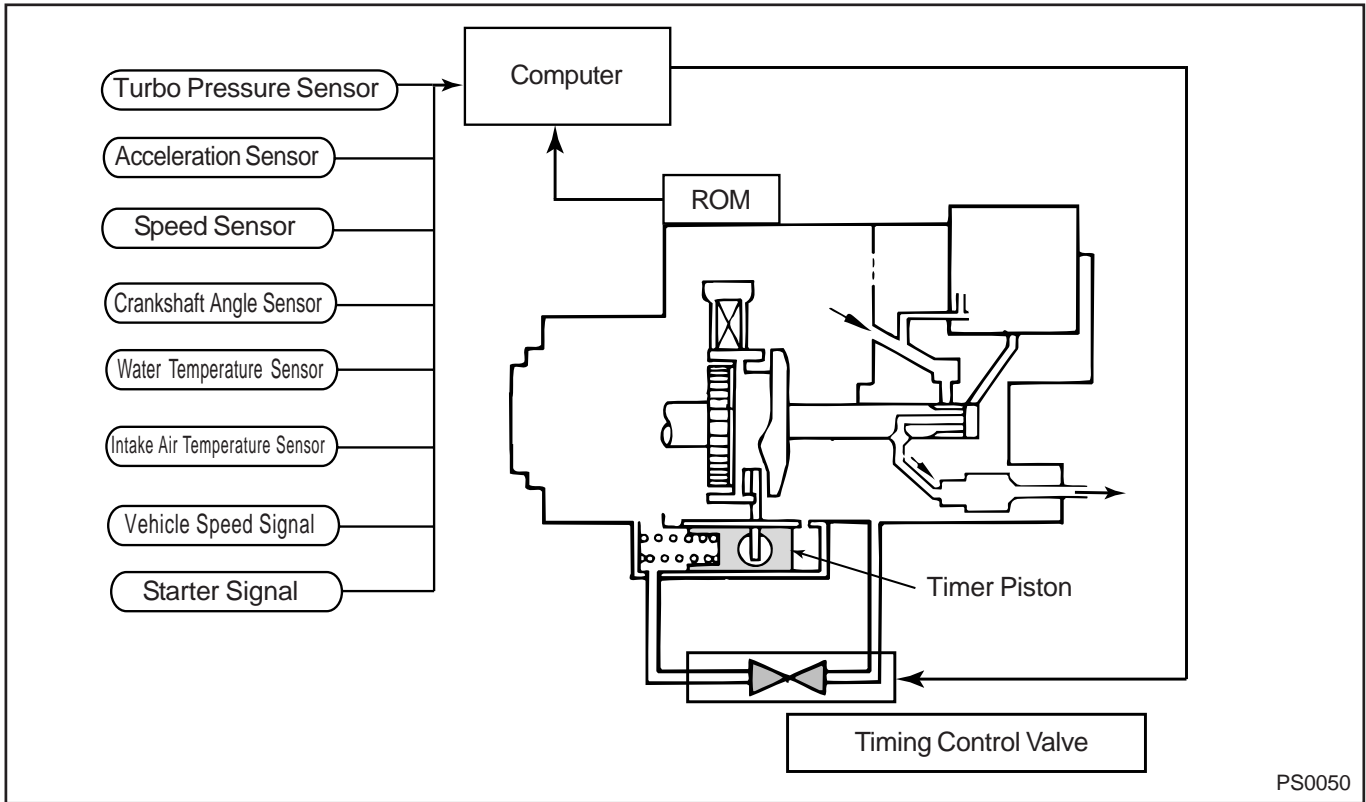 Turbo Pressure Sensor
Acceleration Sensor
Speed Sensor
Crankshaft Angle Sensor
Water Temperature Sensor
Intake Air Temperature Sensor
Vehicle Speed Signal
Starter Signal
Computer
ROM
Timer Piston
Timing Control Valve
PS0050